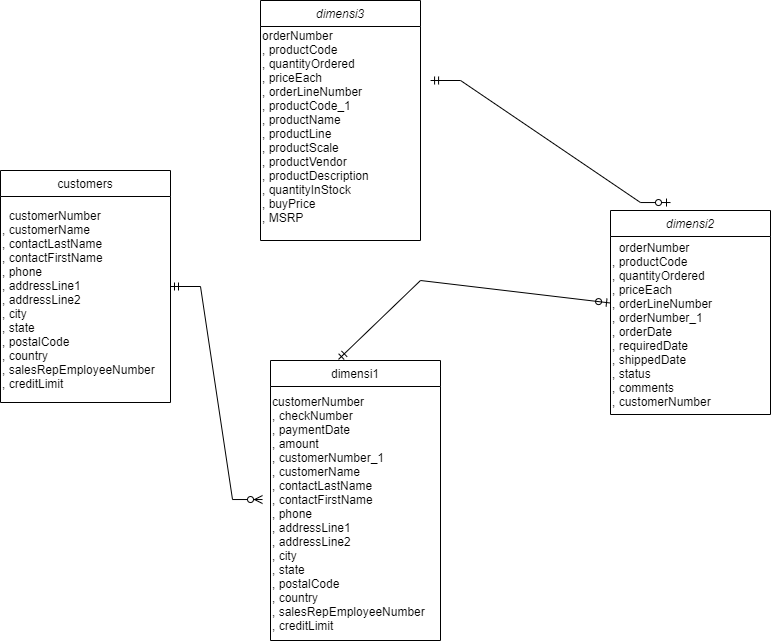 dimensi3
orderNumber
, productCode
, quantityOrdered
, priceEach
, orderLineNumber
, productCode_1
, productName
, productLine
, productScale
, productVendor
, productDescription
, quantityInStock
, buyPrice
, MSRP
customers
customerNumber
, customerName
, contactLastName
, contactFirstName
, phone
, addressLine1
, addressLine2
, city
, state
, postalCode
, country
, salesRepEmployeeNumber
, creditLimit
dimensi2
orderNumber
, productCode
, quantityOrdered
, priceEach
, orderLineNumber
, orderNumber_1
, orderDate
, requiredDate
, shippedDate
, status
, comments
, customerNumber
dimensi1
customerNumber
, checkNumber
, paymentDate
, amount
, customerNumber_1
, customerName
, contactLastName
, contactFirstName
, phone
, addressLine1
, addressLine2
, city
, state
, postalCode
, country
, salesRepEmployeeNumber
, creditLimit